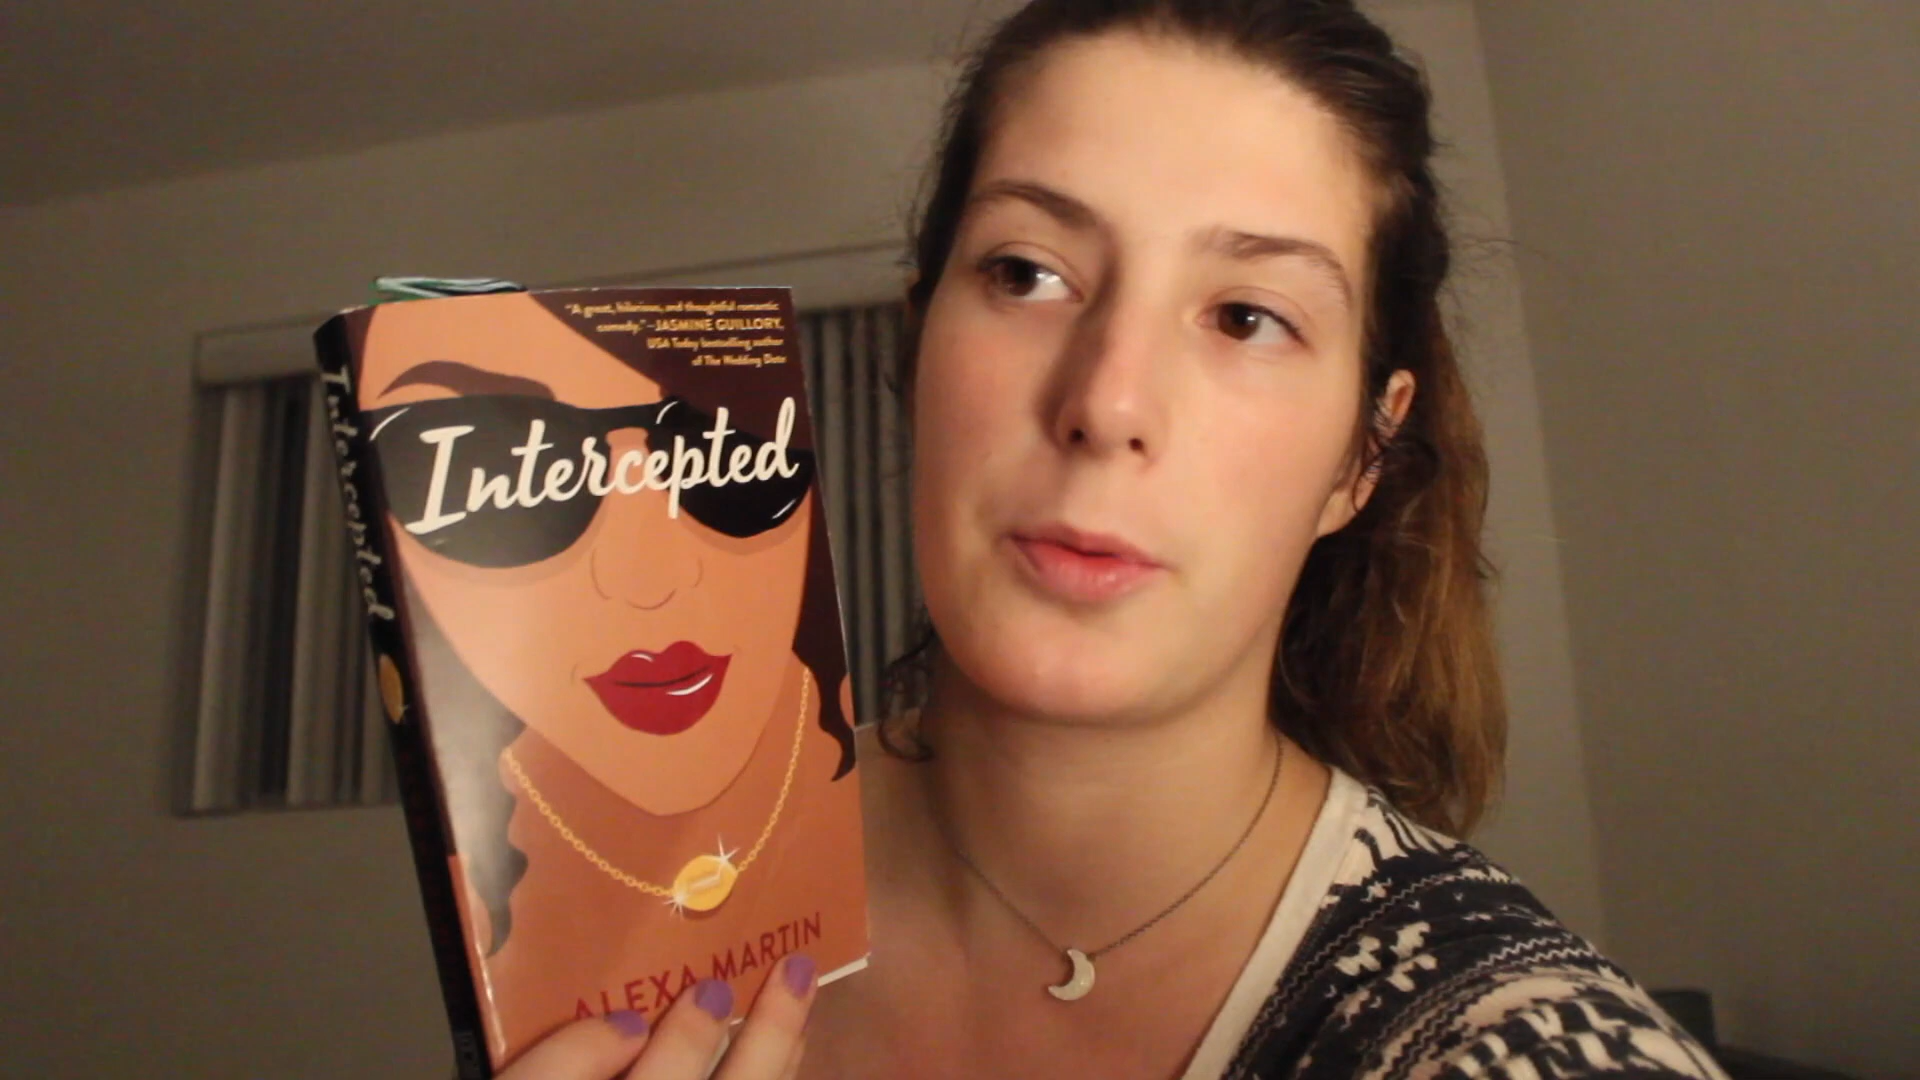 "A great, hilarious, and thoughtful romantic
comedy."—JASMINE GUILLORY,
USA Today bestselling author
of The Wedding Date
Intercepted
ALEXA MARTIN
Intercepted